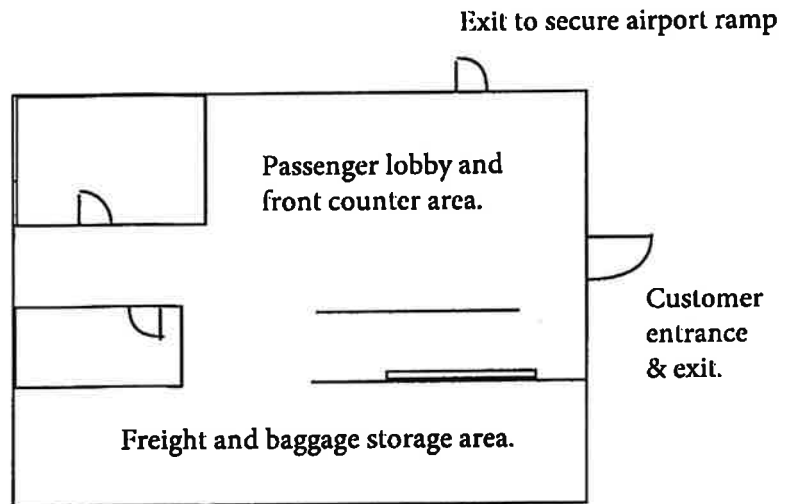 Exit to secure airport ramp
Passenger lobby and
front counter area.
Customer
entrance
& exit.
Freight and baggage storage area.